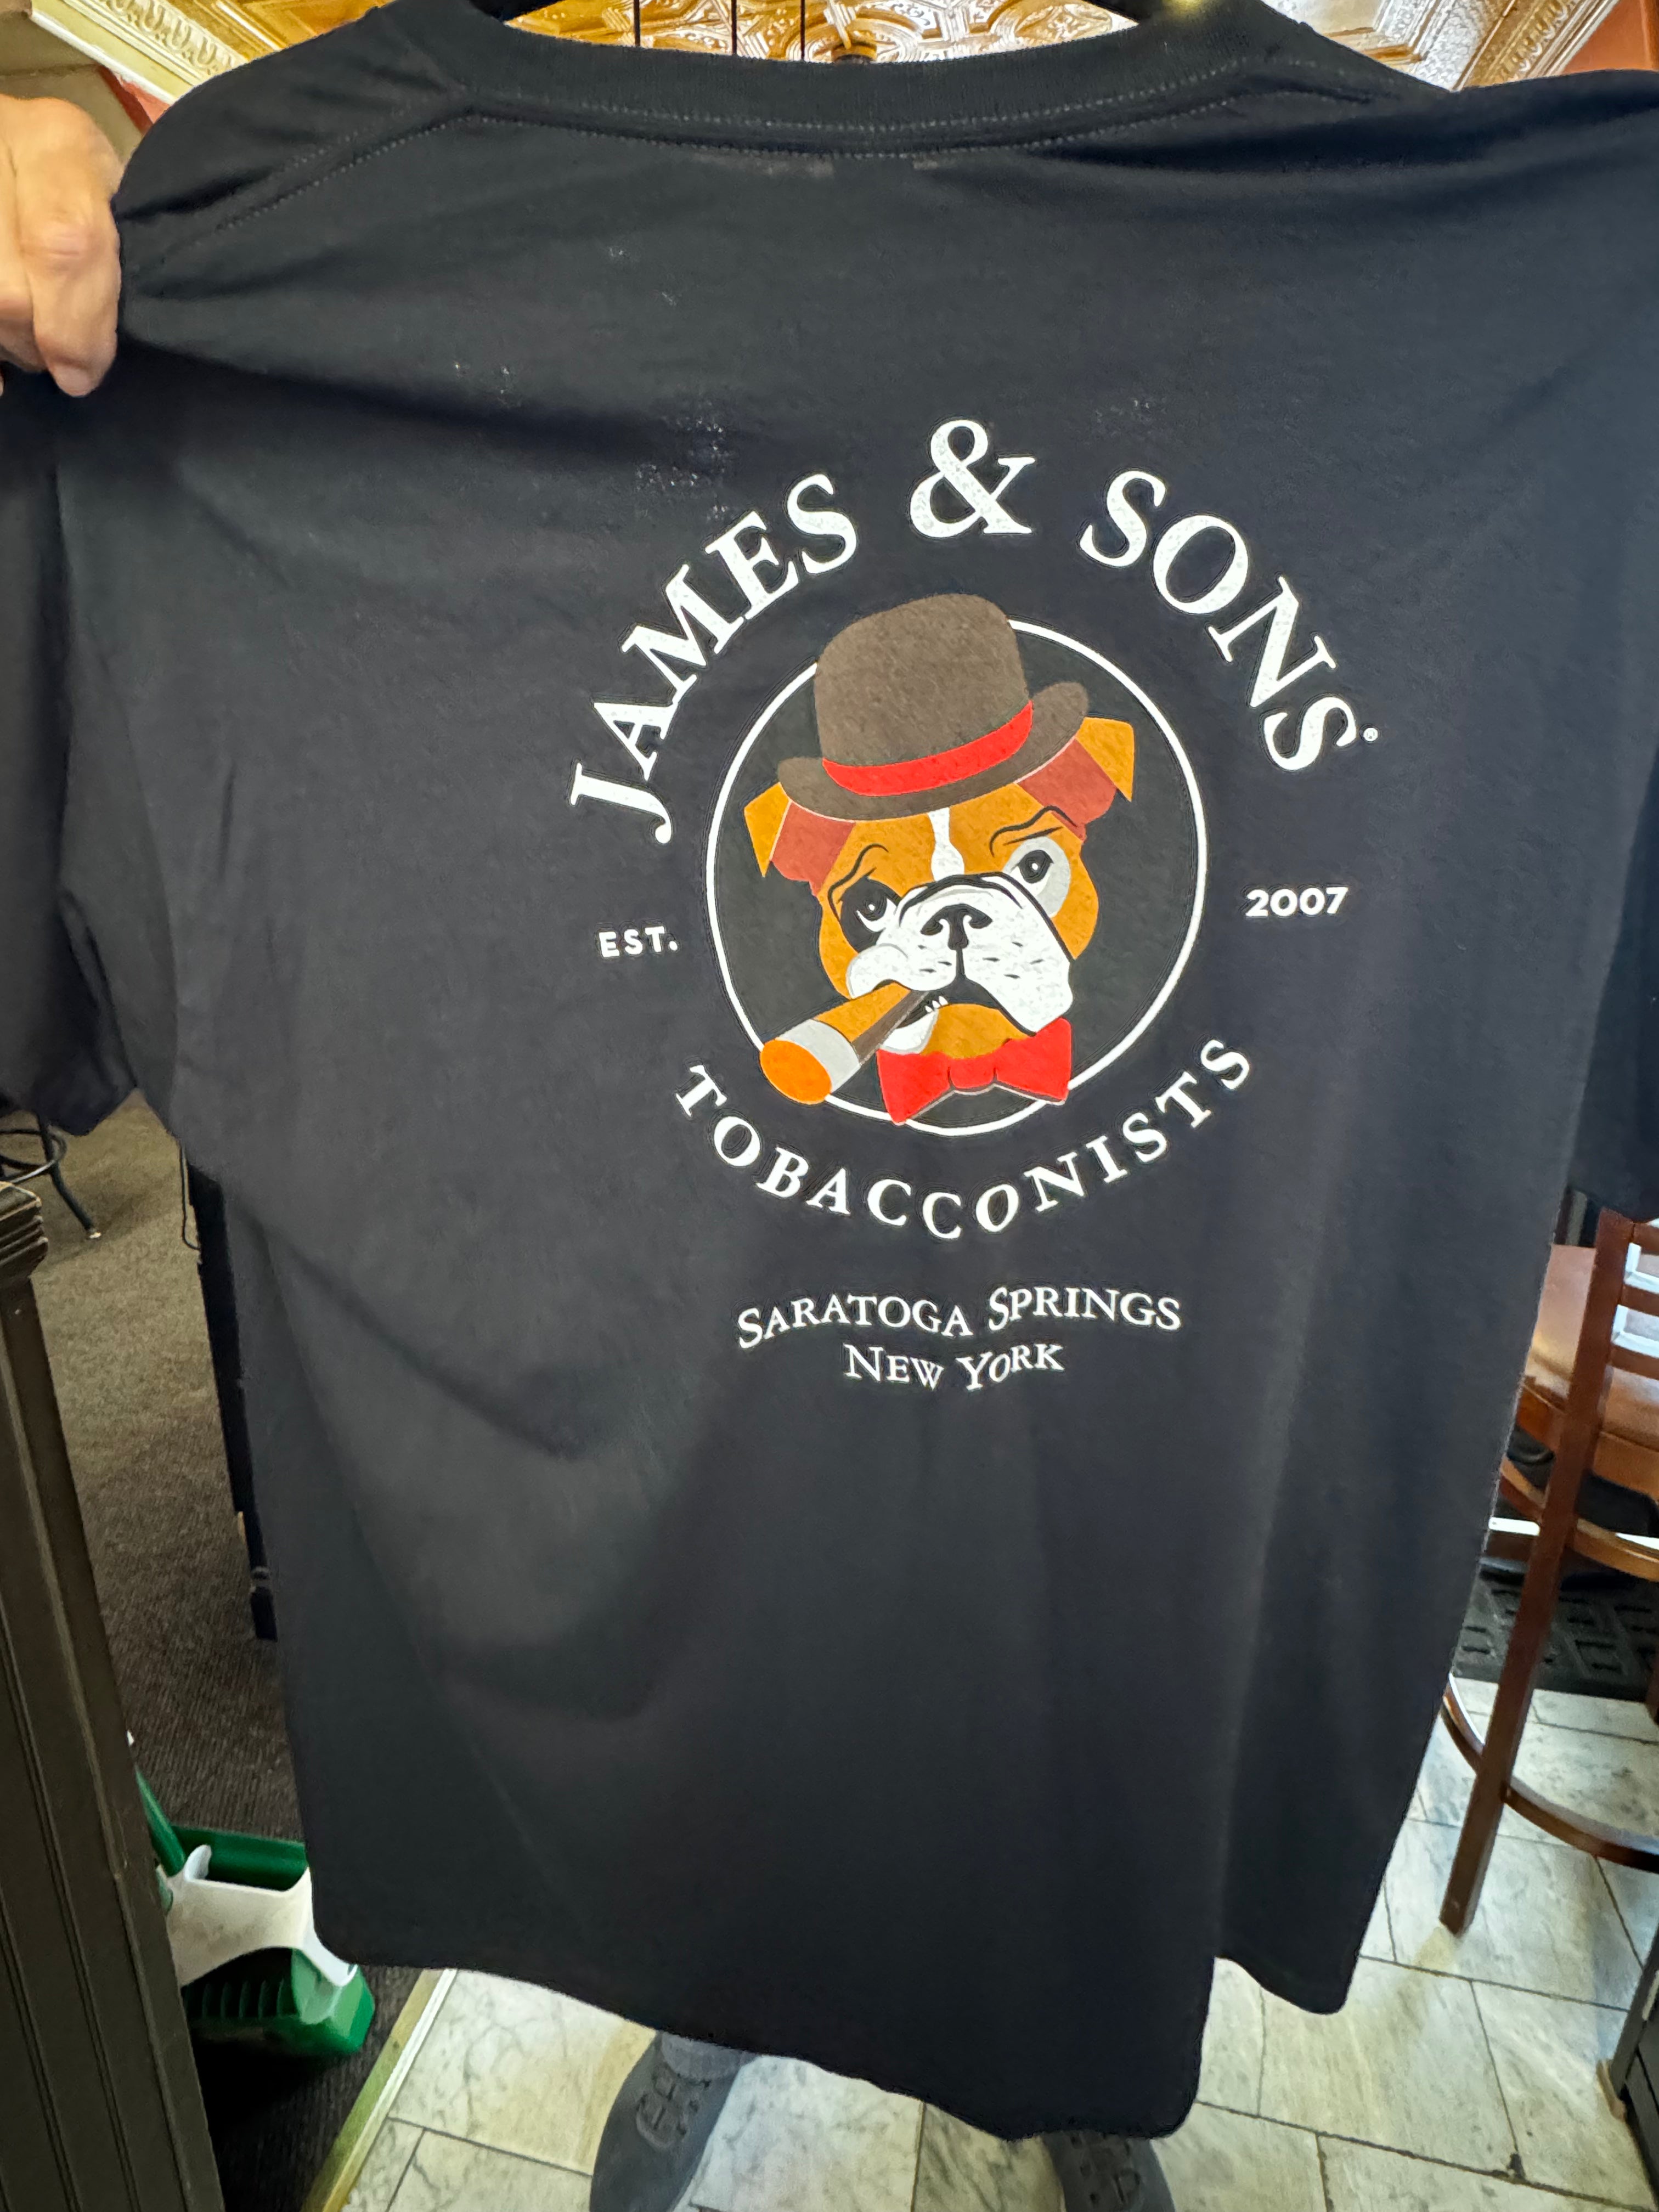 JAMES & SONS®
EST. 2007
TOBACCONISTS
SARATOGA SPRINGS
NEW YORK